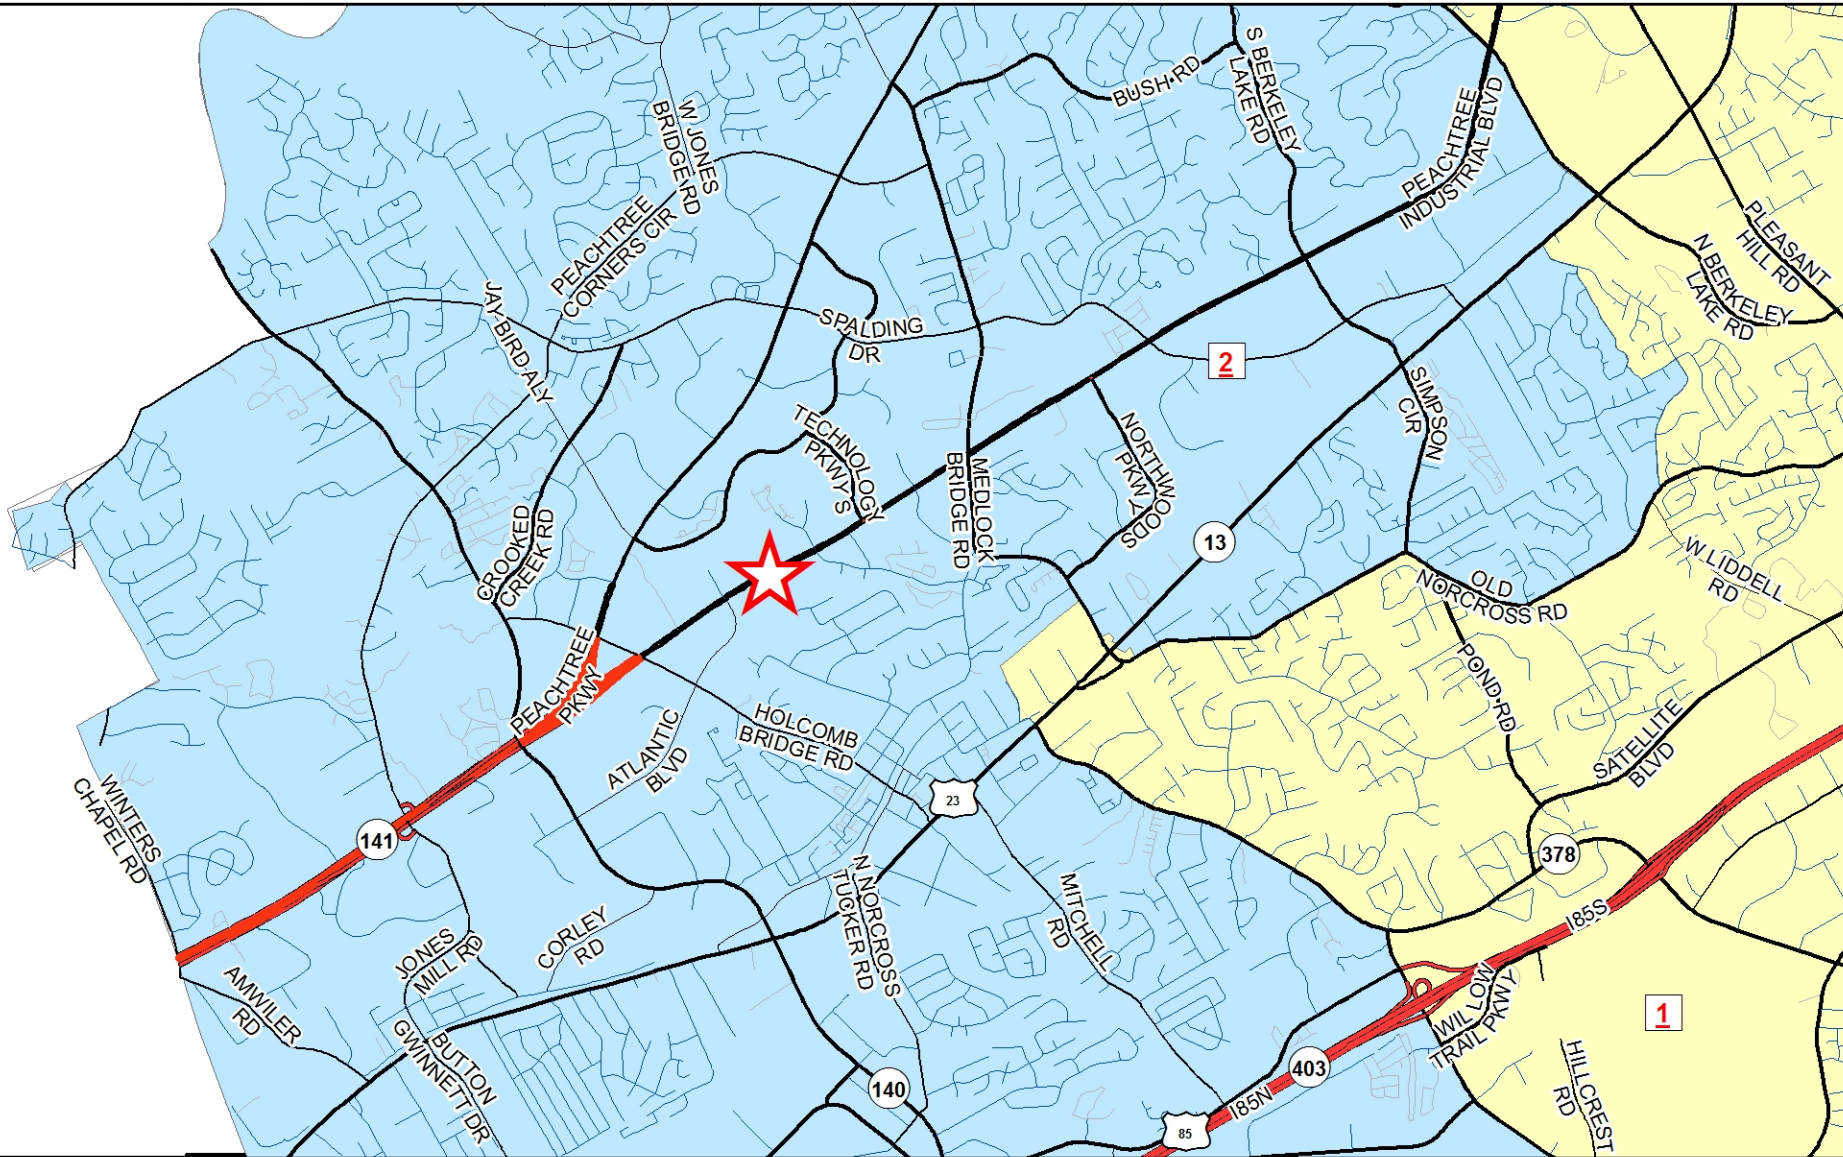 BUSH RD
S BERKELEY
LAKE RD
W JONES
BRIDGE RD
PEACHTREE
INDUSTRIAL BLVD
PEACHTREE
CORNERS CIR
PLEASANT
HILL RD
N BERKELEY
LAKE RD
JAY BIRD ALY
SPALDING
DR
2
SIMPSON
CIR
TECHNOLOGY
PKWY S
NORTHWOODS
PKWY
MEDLOCK
BRIDGE RD
CROOKED
CREEK RD
13
W LIDDELL
RD
OLD
NORCROSS RD
PEACHTREE
PKWY
POND RD
HOLCOMB
BRIDGE RD
ATLANTIC
BLVD
SATELLITE
BLVD
WINTERS
CHAPEL RD
23
141
378
N NORCROSS
TUCKER RD
MITCHELL
RD
CORLEY
RD
JONES
MILL RD
I85S
AMWILER
RD
WILLOW
TRAIL PKWY
1
BUTTON
GWINNETT DR
403
140
HILLCREST
RD
I85N
85